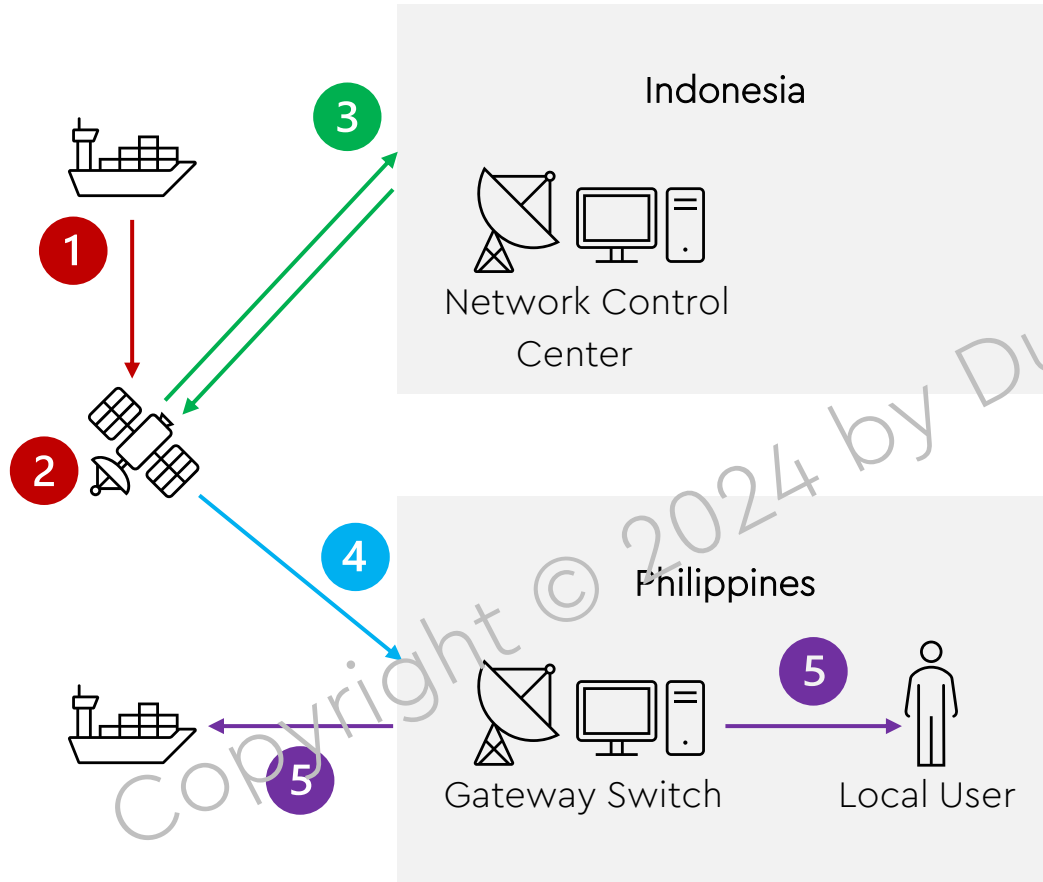 Indonesia
3
1
Network Control
Center
2
4
Philippines
5
5
Gateway Switch
Local User
Copyright © 2024 by